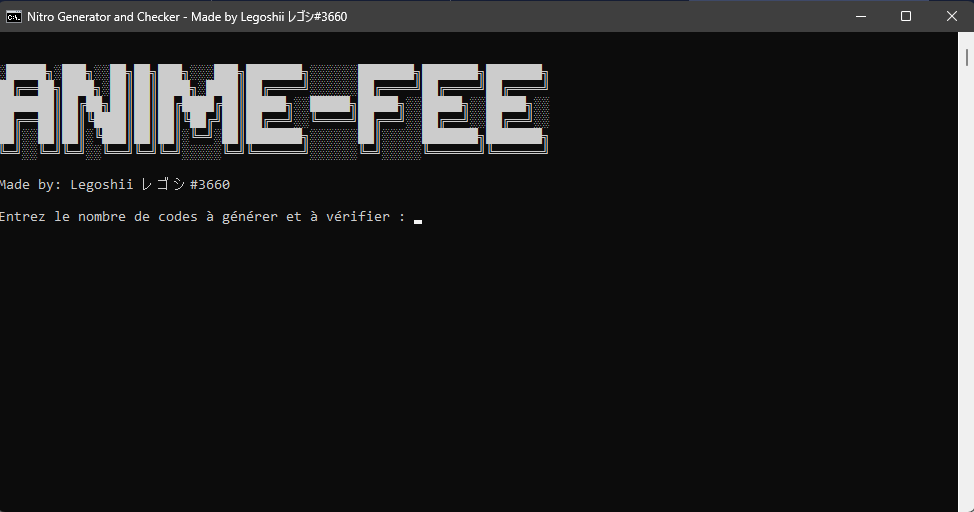 Nitro Generator and Checker - Made by Legoshii レゴシ#3660
ANIME-FEE
Made by: Legoshii レゴシ #3660
Entrez le nombre de codes à générer et à vérifier :